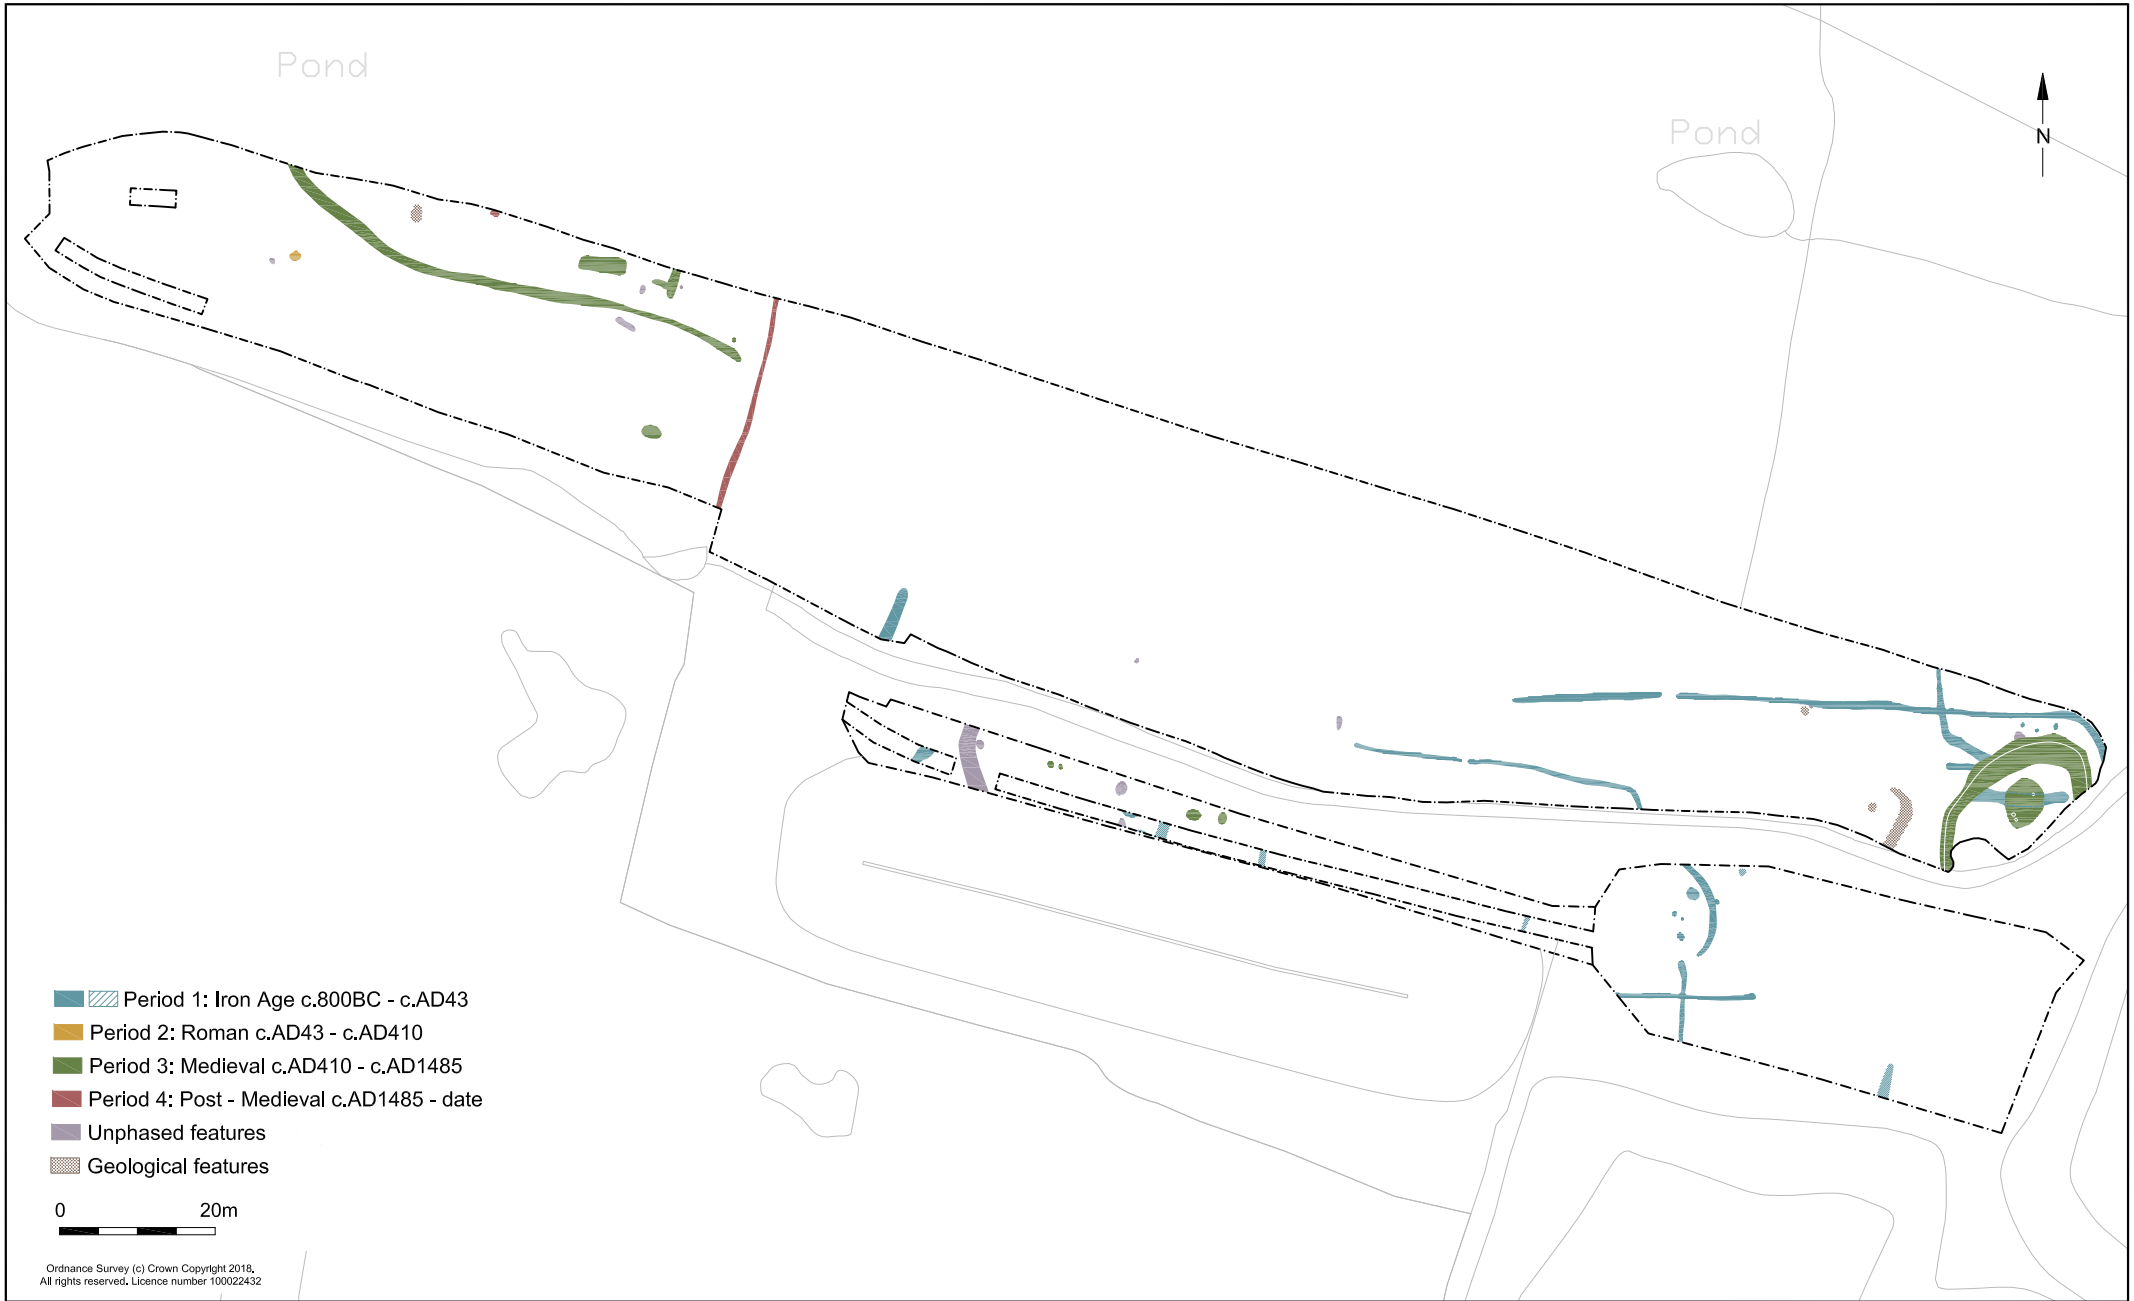 Pond
Pond
N
Period 1: Iron Age c.800BC - c.AD43
Period 2: Roman c.AD43 - c.AD410
Period 3: Medieval c.AD410 - c.AD1485
Period 4: Post - Medieval c.AD1485 - date
Unphased features
Geological features
0 20m
Ordnance Survey (c) Crown Copyright 2018.
All rights reserved. Licence number 100022432